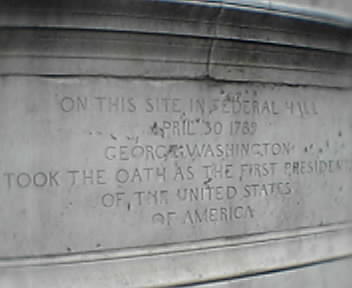 ON THIS SITE IN FEDERAL HALL
APRIL 30 1789
GEORGE WASHINGTON
TOOK THE OATH AS THE FIRST PRESIDENT
OF THE UNITED STATES
OF AMERICA